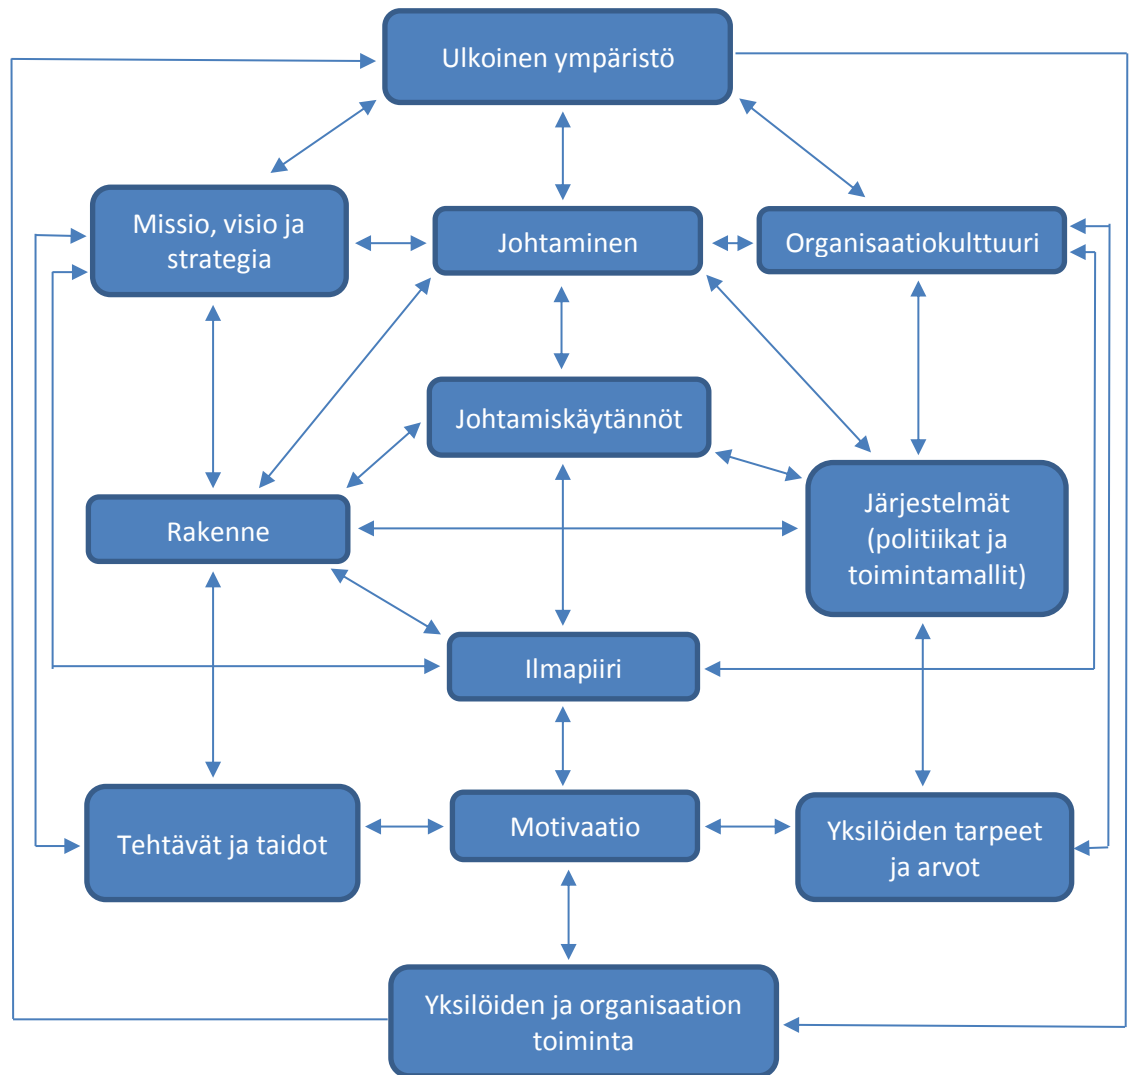 Ulkoinen ympäristö
Missio, visio ja
strategia
Johtaminen
Organisaatiokulttuuri
Johtamiskäytännöt
Rakenne
Järjestelmät
(politiikat ja
toimintamallit)
Ilmapiiri
Tehtävät ja taidot
Motivaatio
Yksilöiden tarpeet
ja arvot
Yksilöiden ja organisaation
toiminta